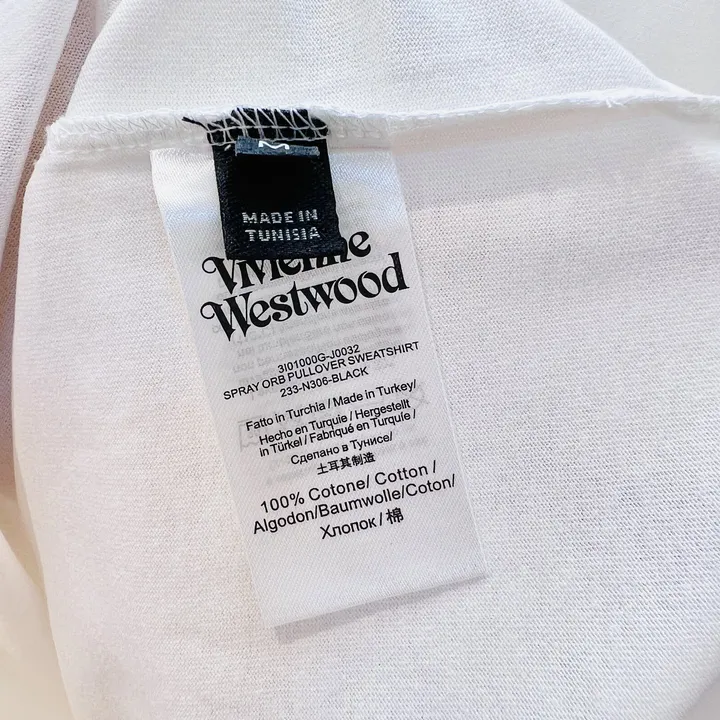 M
MADE IN
TUNISIA
Vivienne
Westwood
3I01000G-J0032
SPRAY ORB PULLOVER SWEATSHIRT
233-N306-BLACK
Fatto in Turchia / Made in Turkey/
Hecho en Turquie / Hergestellt
in Türkei / Fabriqué en Turquie/
Сделано в Тунисе/
土耳其制造
100% Cotone/ Cotton /
Algodon/Baumwolle/Coton/
Хлопок / 棉